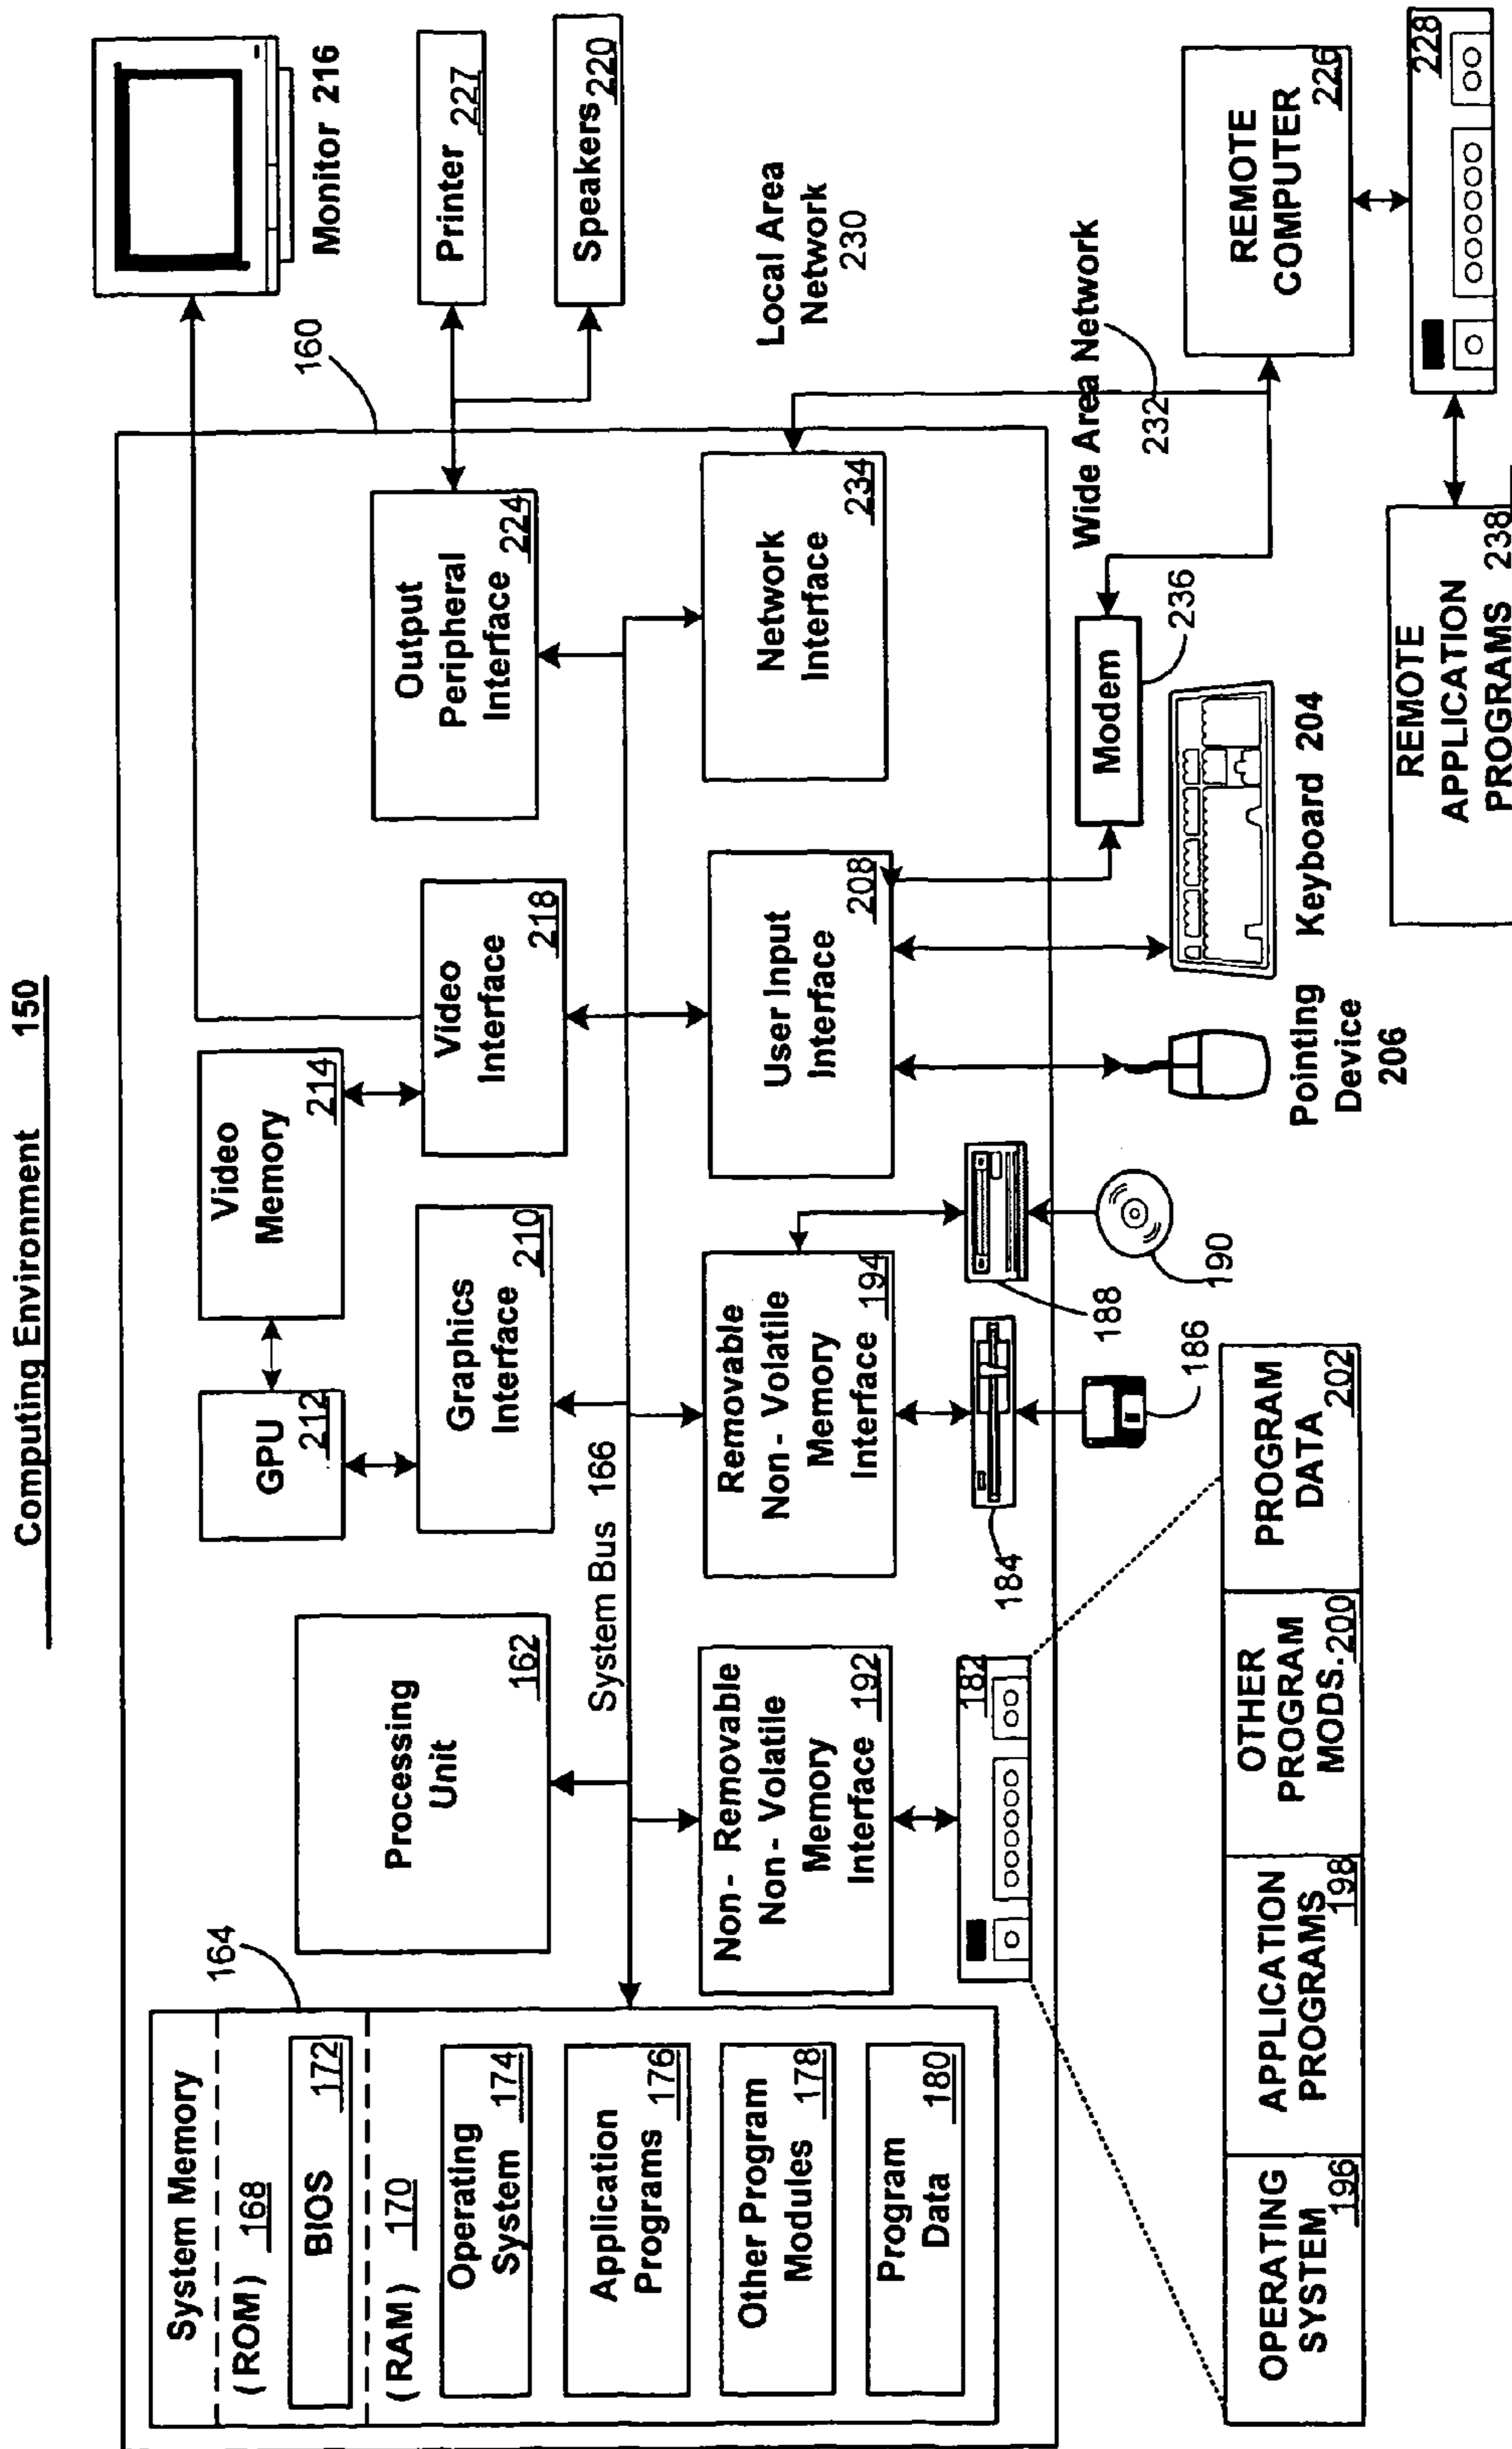 Computing Environment 150
System Memory
164
(ROM) 168
BIOS 172
(RAM) 170
Operating
System 174
Application
Programs 176
Other Program
Modules 178
Program
Data 180
Processing
Unit
162
System Bus 166
GPU
212
Video
Memory
214
Graphics
Interface
210
Video
Interface
218
Output
Peripheral
Interface 224
160
Monitor 216
Printer 227
Speakers 220
Non- Removable
Non- Volatile
Memory
Interface 192
Removable
Non- Volatile
Memory
Interface 194
User Input
Interface
208
Network
Interface
234
Local Area
Network
230
182
184
186
188
190
Pointing
Device
206
Keyboard 204
Modem
236
Wide Area Network
232
REMOTE
COMPUTER
226
228
OPERATING
SYSTEM 196
APPLICATION
PROGRAMS
198
OTHER
PROGRAM
MODS. 200
PROGRAM
DATA
202
REMOTE
APPLICATION
PROGRAMS 238